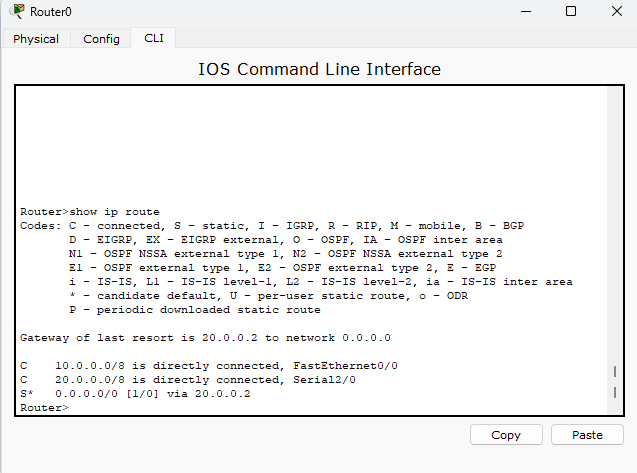 Router0
Physical Config CLI
IOS Command Line Interface
Router>show ip route
Codes: C - connected, S - static, I - IGRP, R - RIP, M - mobile, B - BGP
D - EIGRP, EX - EIGRP external, O - OSPF, IA - OSPF inter area
N1 - OSPF NSSA external type 1, N2 - OSPF NSSA external type 2
E1 - OSPF external type 1, E2 - OSPF external type 2, E - EGP
i - IS-IS, L1 - IS-IS level-1, L2 - IS-IS level-2, ia - IS-IS inter area
* - candidate default, U - per-user static route, o - ODR
P - periodic downloaded static route
Gateway of last resort is 20.0.0.2 to network 0.0.0.0
C    10.0.0.0/8 is directly connected, FastEthernet0/0
C    20.0.0.0/8 is directly connected, Serial2/0
S*   0.0.0.0/0 [1/0] via 20.0.0.2
Router>
Copy Paste